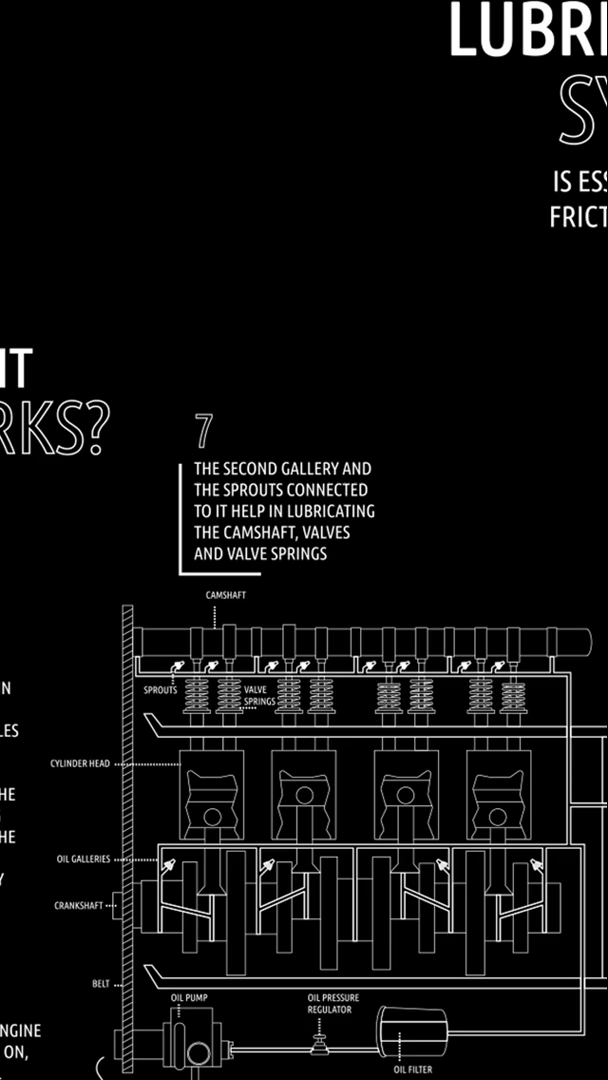 LUBRI
SY
IS ESS
FRICT
IT
RKS?
7
THE SECOND GALLERY AND
THE SPROUTS CONNECTED
TO IT HELP IN LUBRICATING
THE CAMSHAFT, VALVES
AND VALVE SPRINGS
CAMSHAFT
N
SPROUTS
VALVE
SPRINGS
LES
CYLINDER HEAD
HE
HE
OIL GALLERIES
Y
CRANKSHAFT
BELT
OIL PUMP
OIL PRESSURE
REGULATOR
NGINE
ON,
OIL FILTER